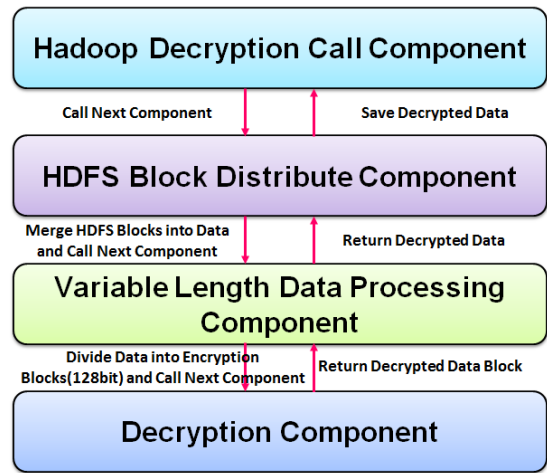 Hadoop Decryption Call Component
Call Next Component
Save Decrypted Data
HDFS Block Distribute Component
Merge HDFS Blocks into Data
and Call Next Component
Return Decrypted Data
Variable Length Data Processing
Component
Divide Data into Encryption
Blocks(128bit) and Call Next Component
Return Decrypted Data Block
Decryption Component